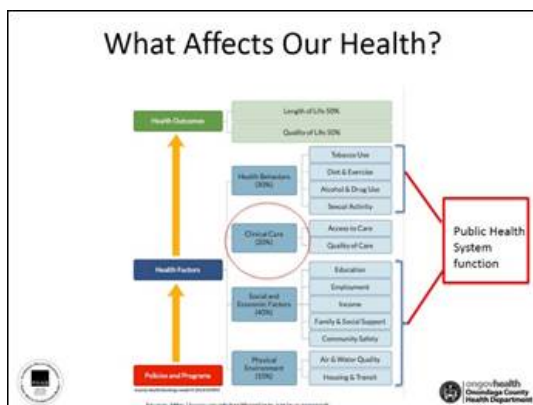 What Affects Our Health?
Health Outcomes
Length of Life 50%
Quality of Life 50%
Health Behaviors
(30%)
Tobacco Use
Diet & Exercise
Alcohol & Drug Use
Sexual Activity
Clinical Care
(20%)
Access to Care
Quality of Care
Public Health
System
function
Health Factors
Social and
Economic Factors
(40%)
Education
Employment
Income
Family & Social Support
Community Safety
Physical
Environment
(10%)
Air & Water Quality
Housing & Transit
Policies and Programs
ongovhealth
Onondaga County
Health Department